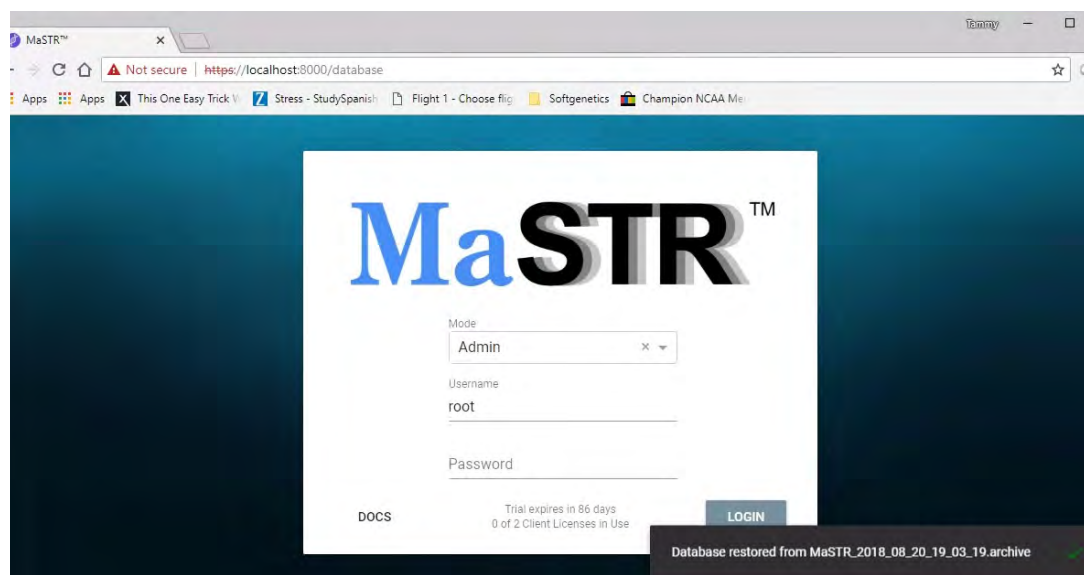 Tammy
MaSTR™
Not secure | https://localhost:8000/database
Apps Apps This One Easy Trick Stress - StudySpanish Flight 1 - Choose flig Softgenetics Champion NCAA Me
MaSTR™
Mode
Admin
Username
root
Password
DOCS
Trial expires in 86 days
0 of 2 Client Licenses in Use
LOGIN
Database restored from MaSTR_2018_08_20_19_03_19.archive